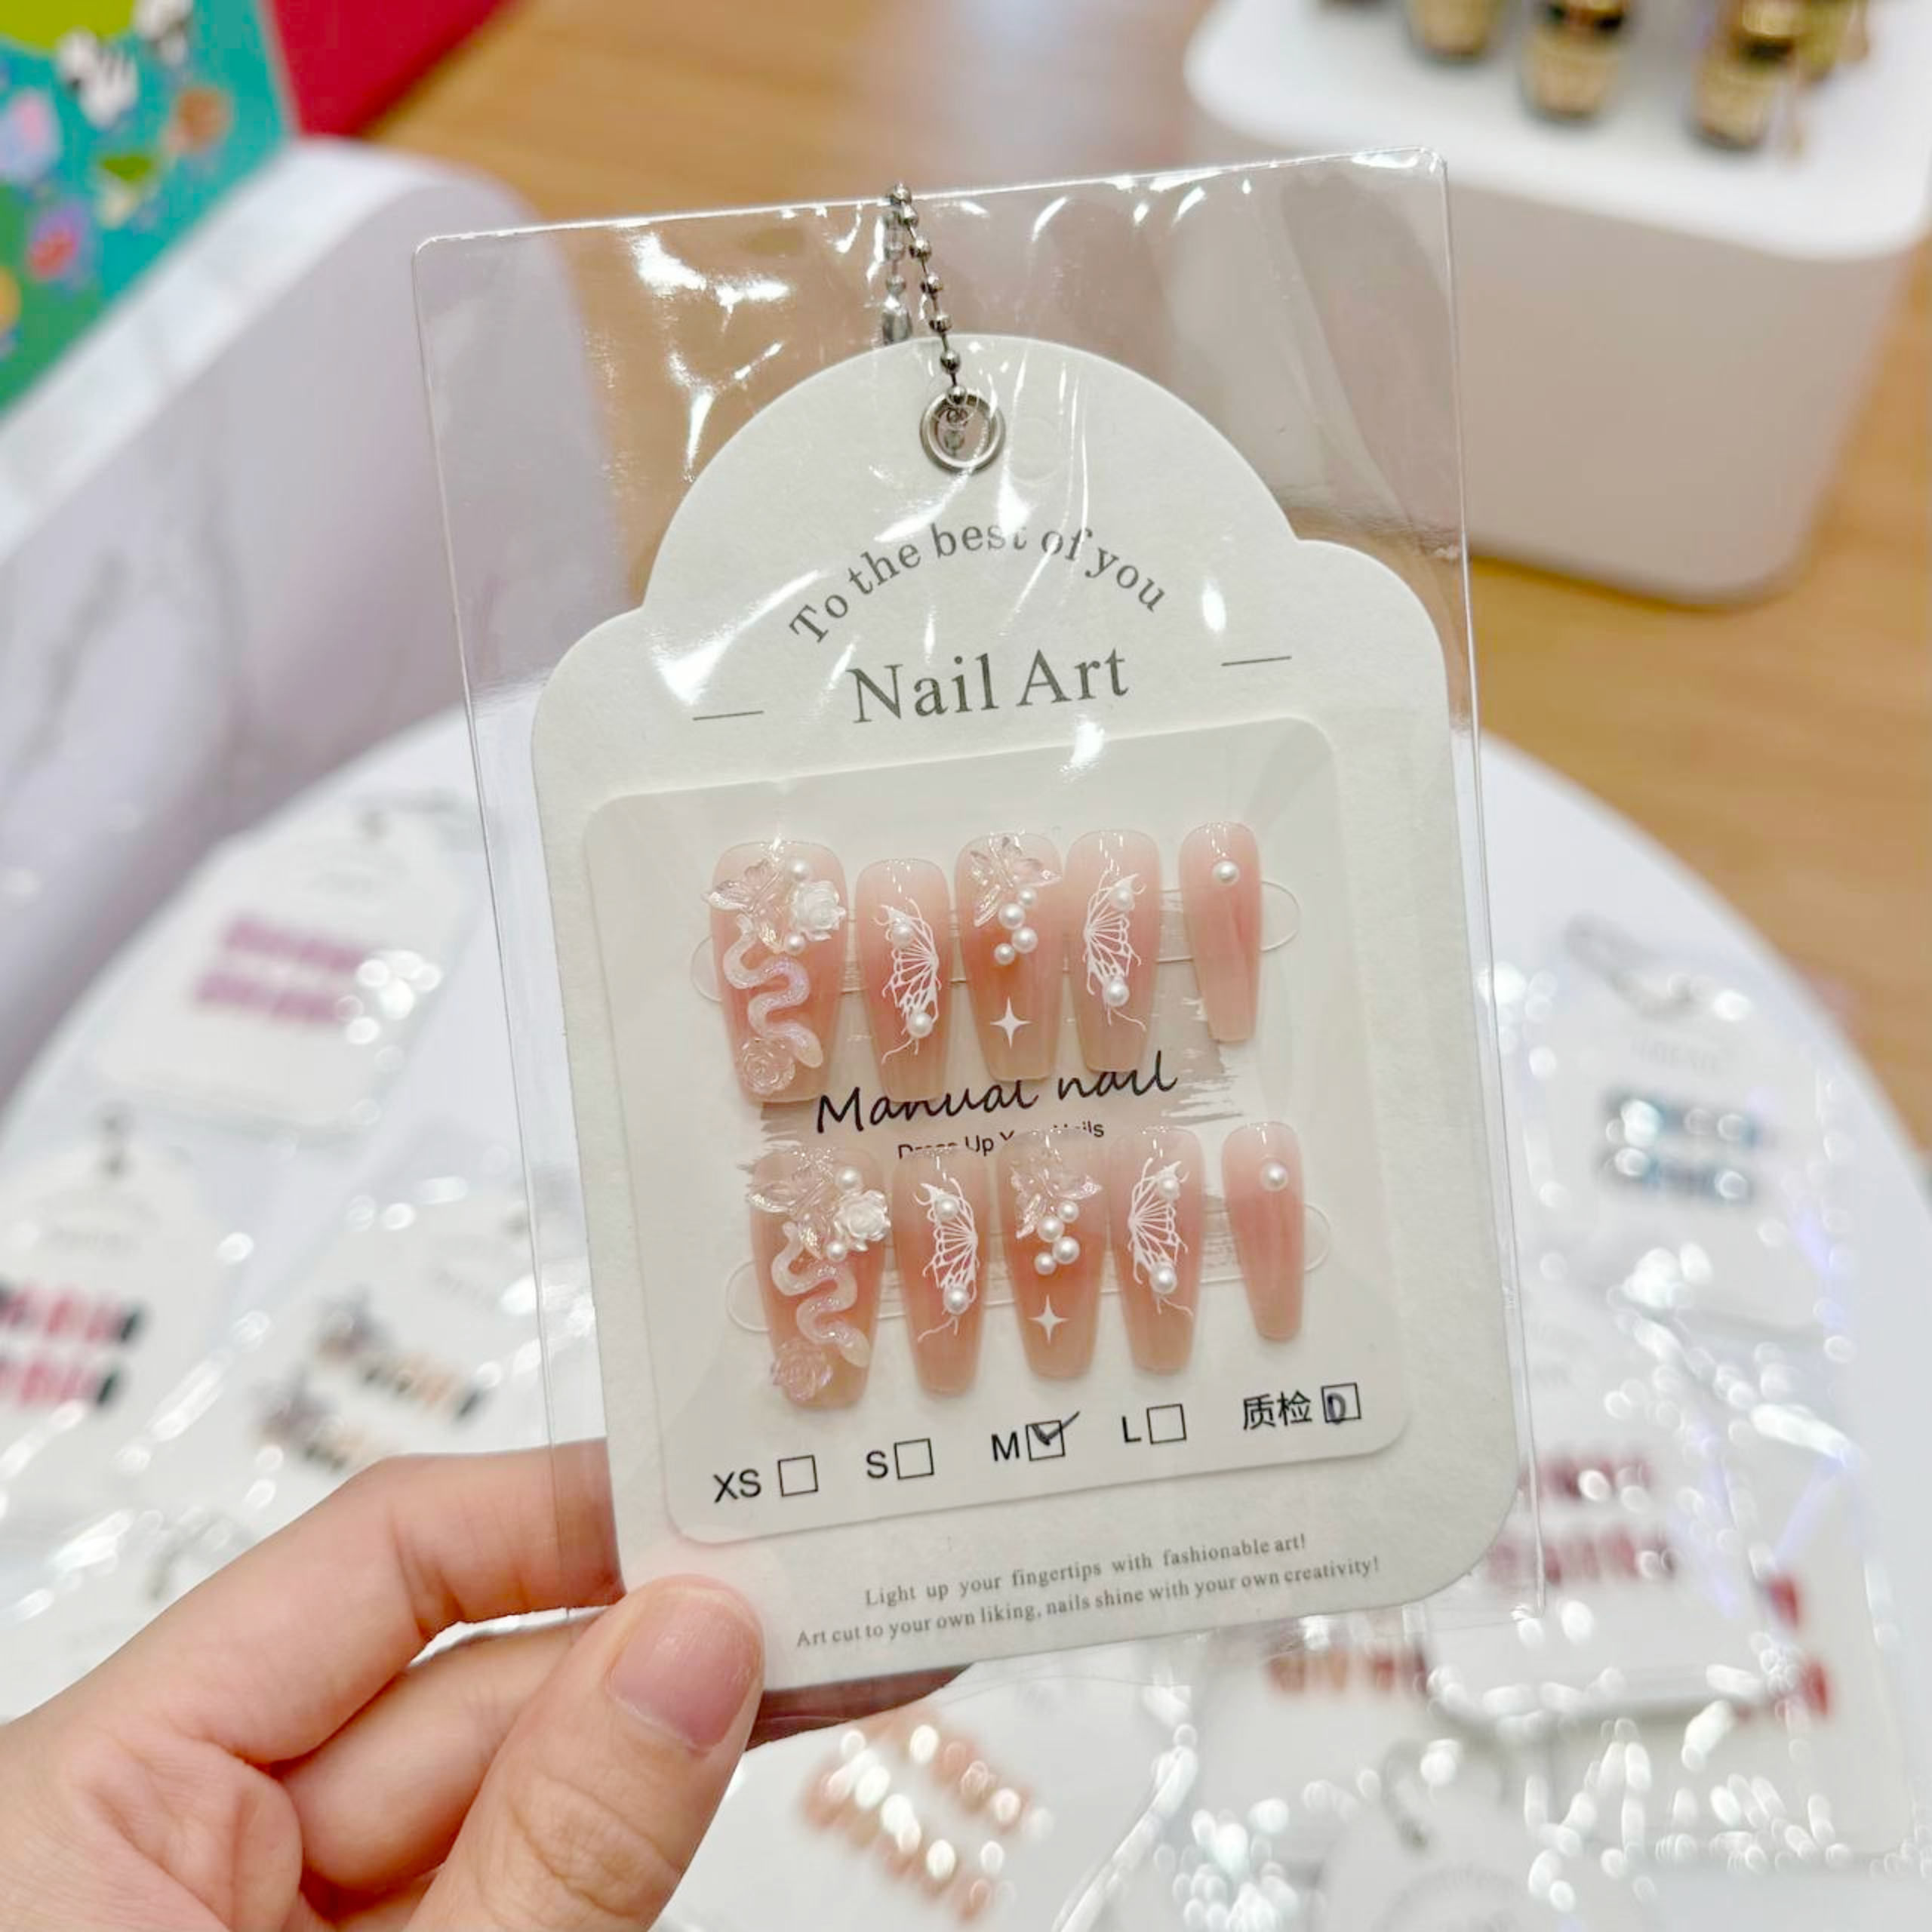 To the best of you
Nail Art
Manual nail
Up
XS S M L 质检 D
Light up your fingertips with fashionable art!
Art cut to your own liking, nails shine with your own creativity!